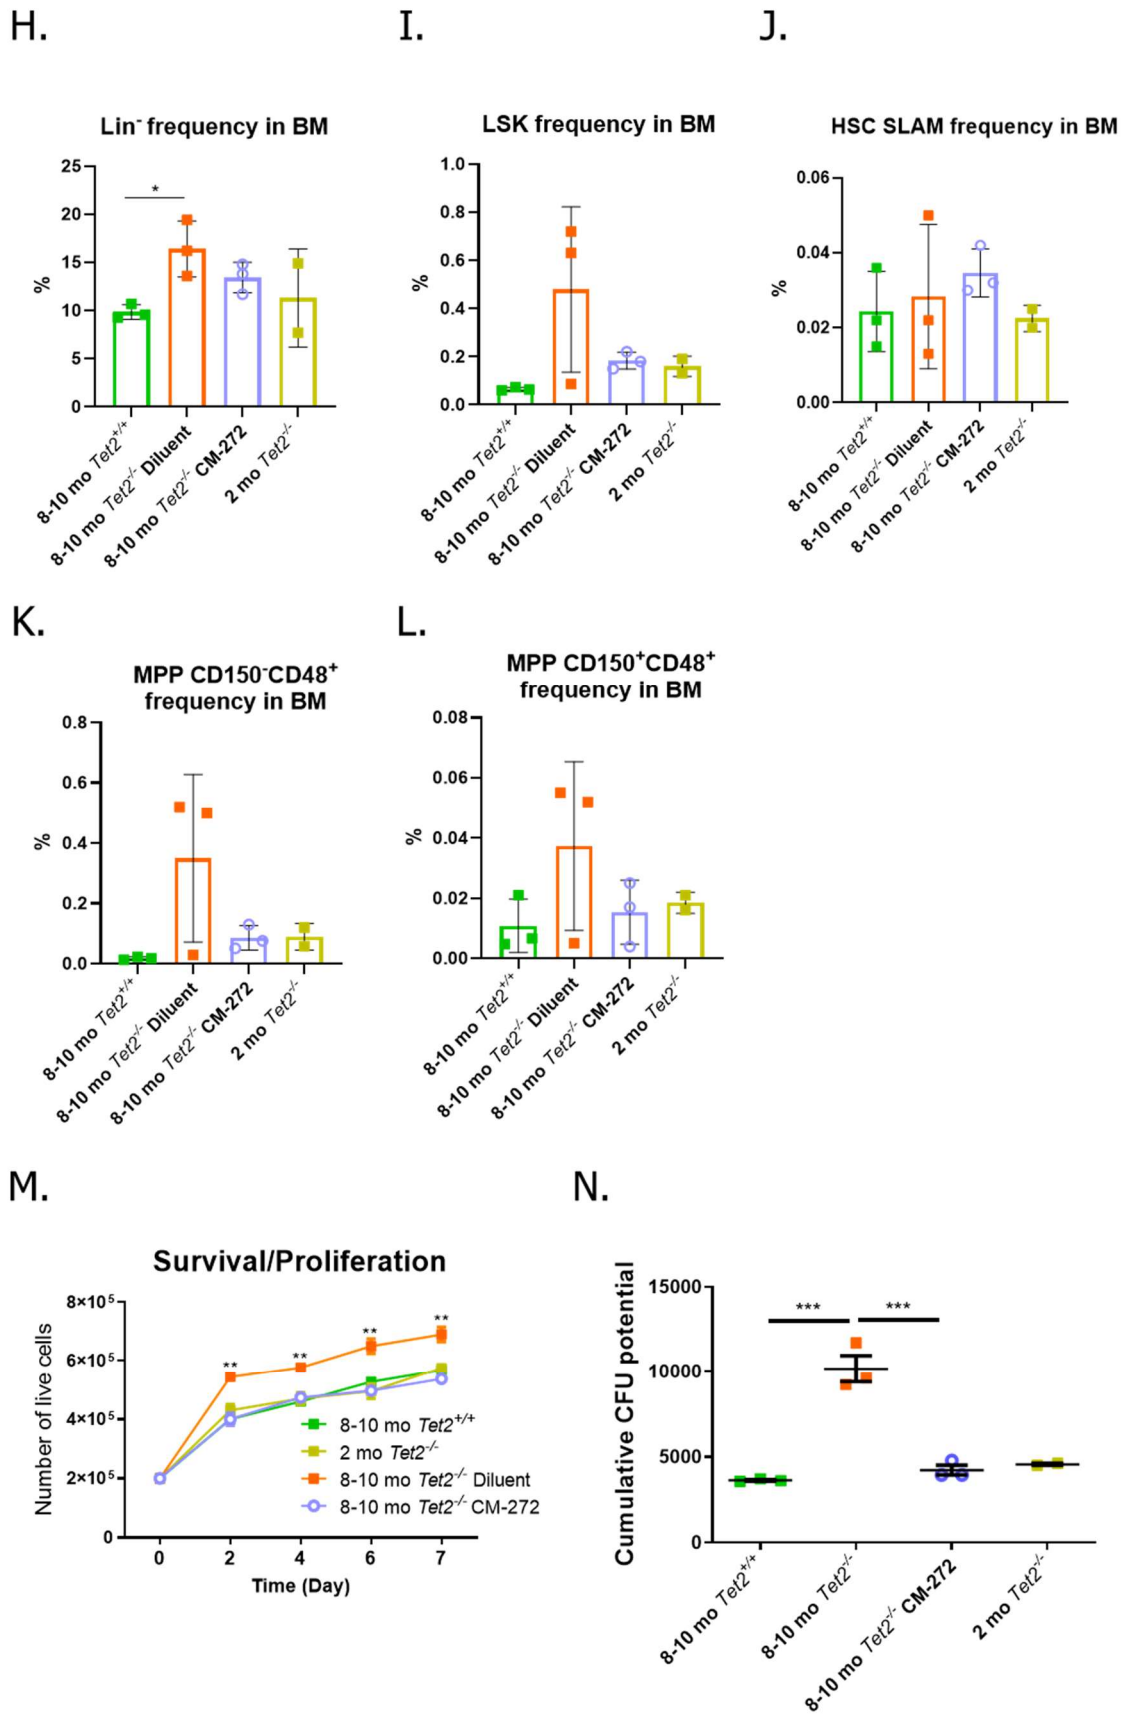 H.
I.
J.
Lin⁻ frequency in BM
25
20
15
10
5
0
%
*
8-10 mo Tet2⁺/⁺
8-10 mo Tet2⁻/⁻ Diluent
8-10 mo Tet2⁻/⁻ CM-272
2 mo Tet2⁻/⁻
LSK frequency in BM
1.0
0.8
0.6
0.4
0.2
0.0
%
8-10 mo Tet2⁺/⁺
8-10 mo Tet2⁻/⁻ Diluent
8-10 mo Tet2⁻/⁻ CM-272
2 mo Tet2⁻/⁻
HSC SLAM frequency in BM
0.06
0.04
0.02
0.00
%
8-10 mo Tet2⁺/⁺
8-10 mo Tet2⁻/⁻ Diluent
8-10 mo Tet2⁻/⁻ CM-272
2 mo Tet2⁻/⁻
K.
L.
MPP CD150⁻CD48⁺
frequency in BM
0.8
0.6
0.4
0.2
0.0
%
8-10 mo Tet2⁺/⁺
8-10 mo Tet2⁻/⁻ Diluent
8-10 mo Tet2⁻/⁻ CM-272
2 mo Tet2⁻/⁻
MPP CD150⁺CD48⁺
frequency in BM
0.08
0.06
0.04
0.02
0.00
%
8-10 mo Tet2⁺/⁺
8-10 mo Tet2⁻/⁻ Diluent
8-10 mo Tet2⁻/⁻ CM-272
2 mo Tet2⁻/⁻
M.
N.
Survival/Proliferation
Number of live cells
8×10⁵
6×10⁵
4×10⁵
2×10⁵
0
**
**
**
**
8-10 mo Tet2⁺/⁺
2 mo Tet2⁻/⁻
8-10 mo Tet2⁻/⁻ Diluent
8-10 mo Tet2⁻/⁻ CM-272
0 2 4 6 7
Time (Day)
Cumulative CFU potential
15000
10000
5000
0
***
***
8-10 mo Tet2⁺/⁺
8-10 mo Tet2⁻/⁻
8-10 mo Tet2⁻/⁻ CM-272
2 mo Tet2⁻/⁻